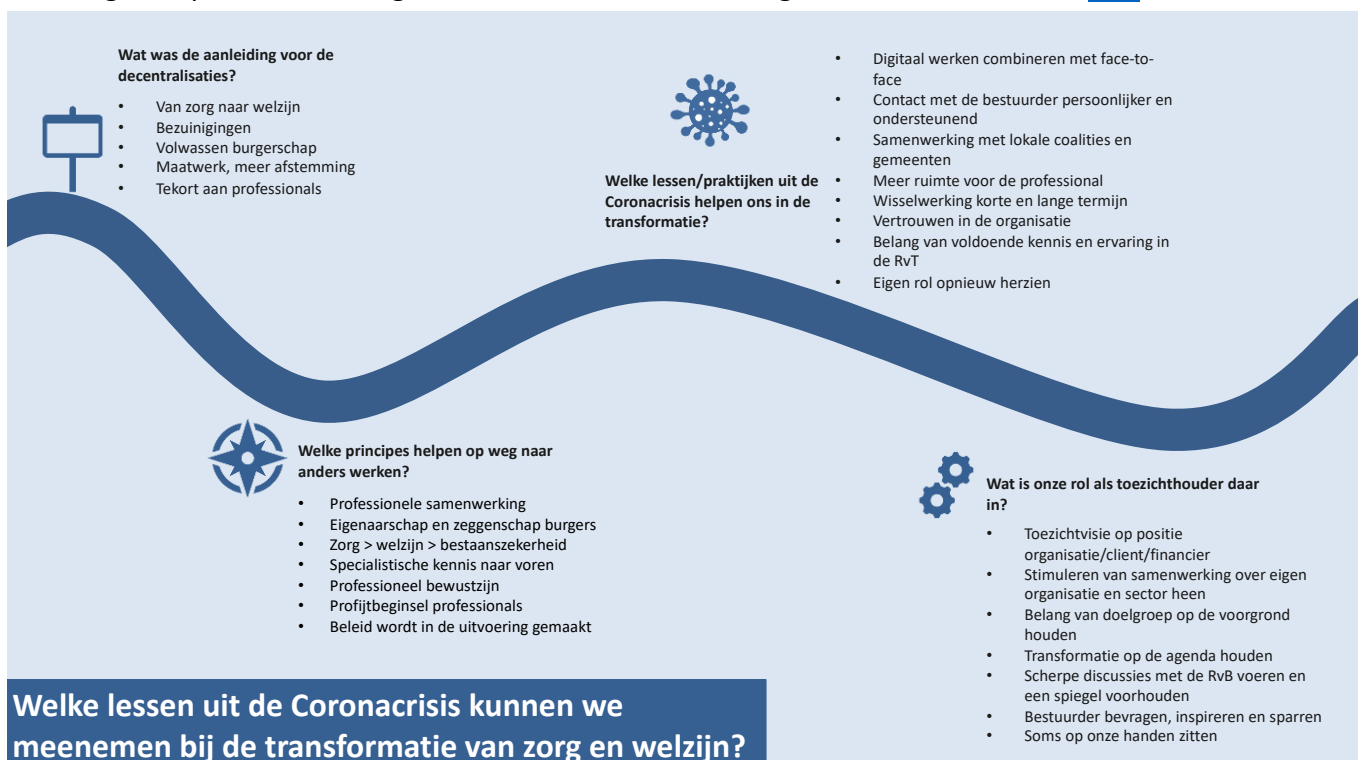 Wat was de aanleiding voor de
decentralisaties?
• Van zorg naar welzijn
• Bezuinigingen
• Volwassen burgerschap
• Maatwerk, meer afstemming
• Tekort aan professionals
Welke lessen/praktijken uit de
Coronacrisis helpen ons in de
transformatie?
• Digitaal werken combineren met face-to-
face
• Contact met de bestuurder persoonlijker en
ondersteunend
• Samenwerking met lokale coalities en
gemeenten
• Meer ruimte voor de professional
• Wisselwerking korte en lange termijn
• Vertrouwen in de organisatie
• Belang van voldoende kennis en ervaring in
de RvT
• Eigen rol opnieuw herzien
Welke principes helpen op weg naar
anders werken?
• Professionele samenwerking
• Eigenaarschap en zeggenschap burgers
• Zorg > welzijn > bestaanszekerheid
• Specialistische kennis naar voren
• Professioneel bewustzijn
• Profijtbeginsel professionals
• Beleid wordt in de uitvoering gemaakt
Wat is onze rol als toezichthouder daar
in?
• Toezichtvisie op positie
organisatie/client/financier
• Stimuleren van samenwerking over eigen
organisatie en sector heen
• Belang van doelgroep op de voorgrond
houden
• Transformatie op de agenda houden
• Scherpe discussies met de RvB voeren en
een spiegel voorhouden
• Bestuurder bevragen, inspireren en sparren
• Soms op onze handen zitten
Welke lessen uit de Coronacrisis kunnen we
meenemen bij de transformatie van zorg en welzijn?